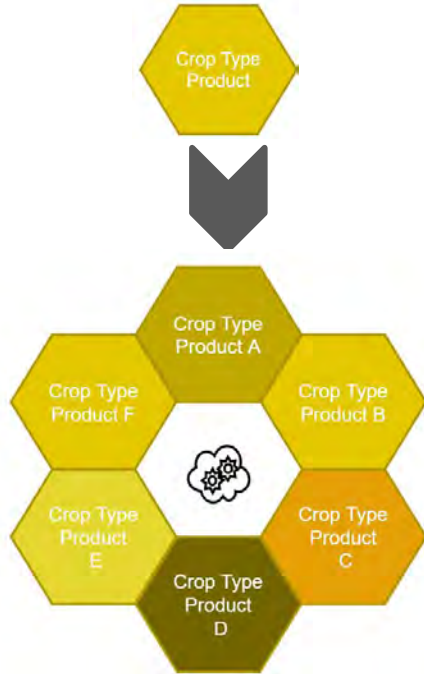 Crop Type
Product
Crop Type
Product A
Crop Type
Product F
Crop Type
Product B
Crop Type
Product
E
Crop Type
Product
C
Crop Type
Product
D